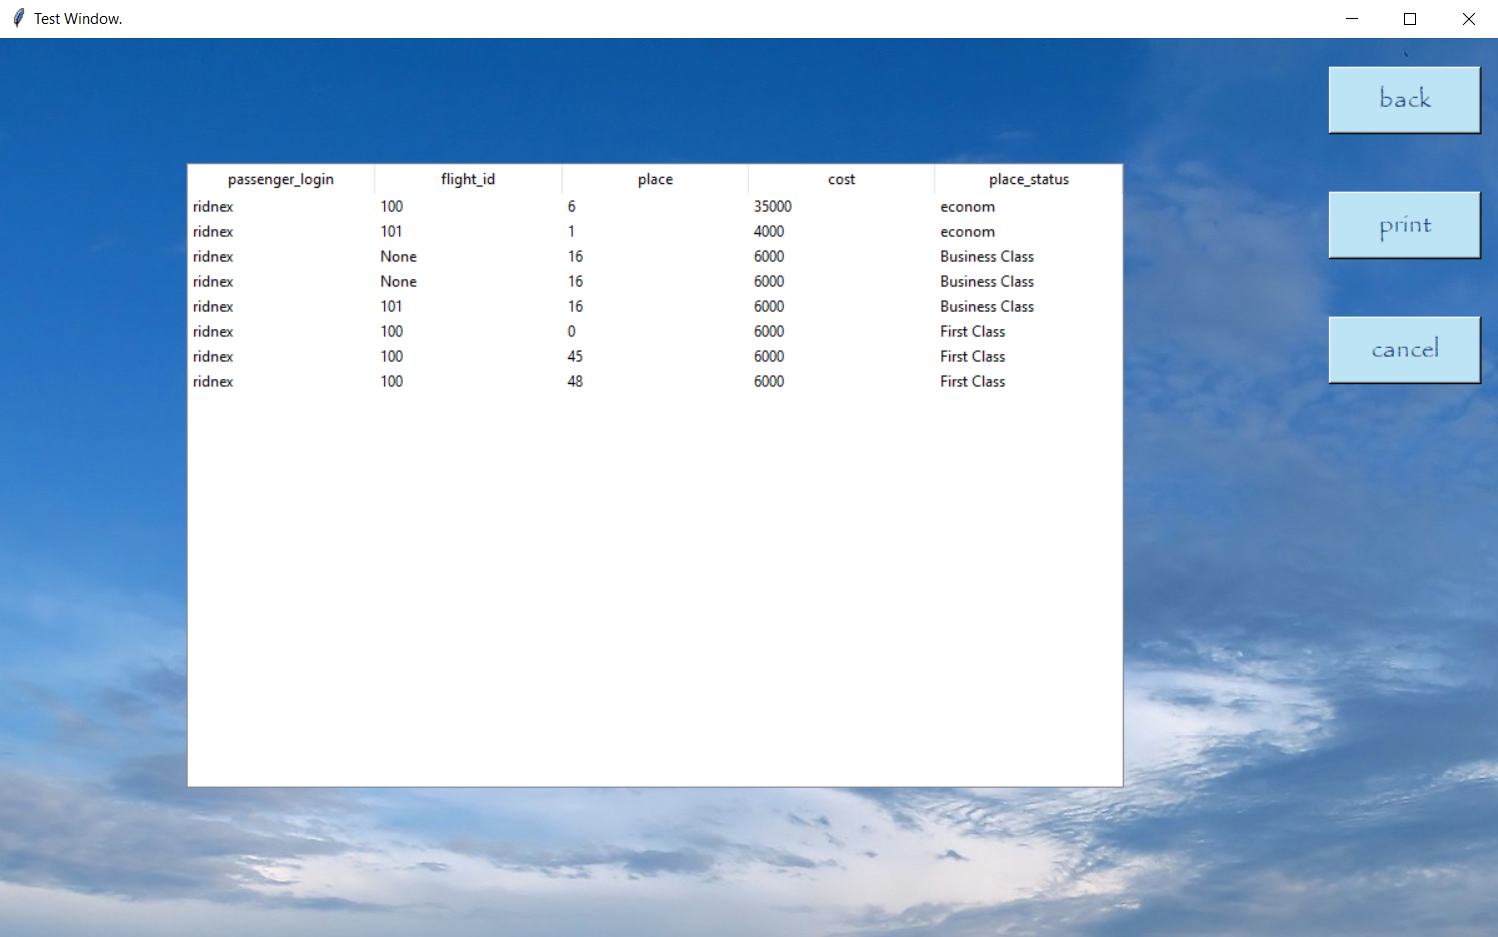 Test Window.
back
print
cancel
passenger_login flight_id place cost place_status
ridnex 100 6 35000 econom
ridnex 101 1 4000 econom
ridnex None 16 6000 Business Class
ridnex None 16 6000 Business Class
ridnex 101 16 6000 Business Class
ridnex 100 0 6000 First Class
ridnex 100 45 6000 First Class
ridnex 100 48 6000 First Class